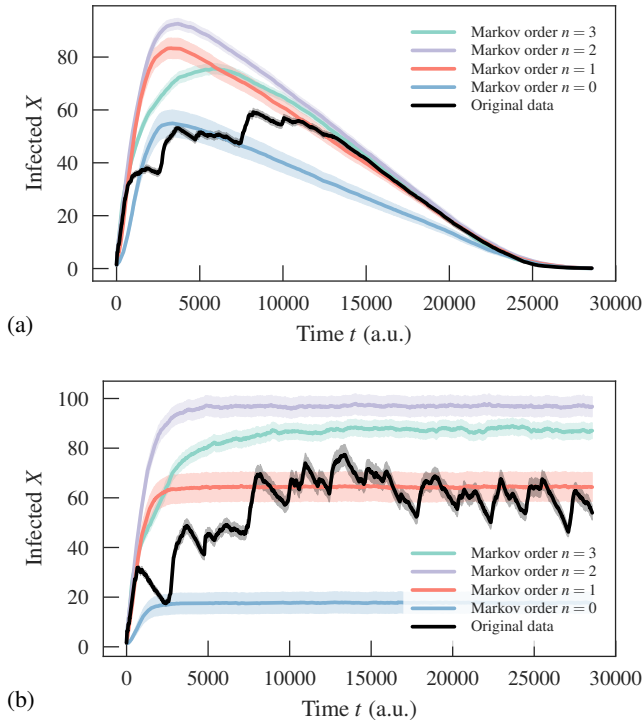 Markov order n = 3
Markov order n = 2
Markov order n = 1
Markov order n = 0
Original data
80
60
40
20
0
Infected X
0 5000 10000 15000 20000 25000 30000
Time t (a.u.)
(a)
100
80
60
40
20
0
Infected X
Markov order n = 3
Markov order n = 2
Markov order n = 1
Markov order n = 0
Original data
0 5000 10000 15000 20000 25000 30000
Time t (a.u.)
(b)